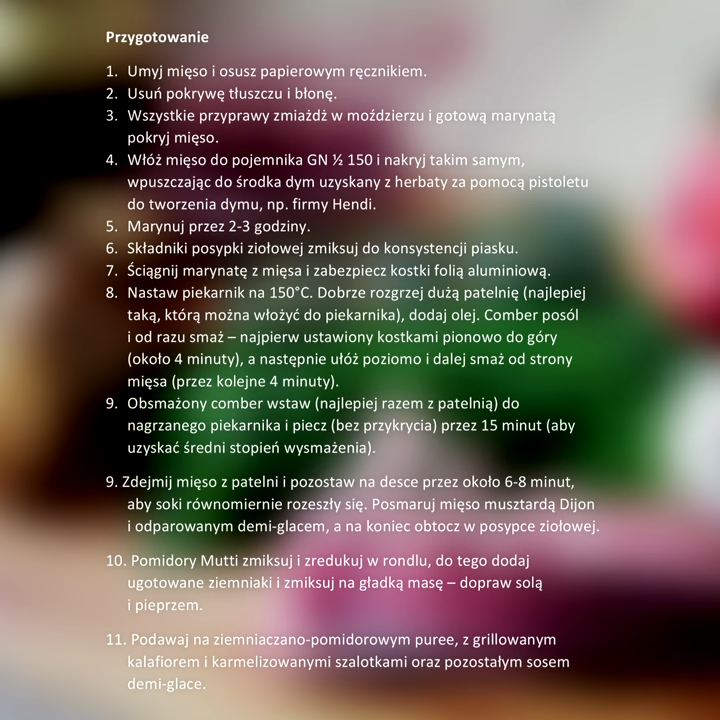 Przygotowanie
1. Umyj mięso i osusz papierowym ręcznikiem.
2. Usuń pokrywę tłuszczu i błonę.
3. Wszystkie przyprawy zmiażdż w moździerzu i gotową marynatą
pokryj mięso.
4. Włóż mięso do pojemnika GN ½ 150 i nakryj takim samym,
wpuszczając do środka dym uzyskany z herbaty za pomocą pistoletu
do tworzenia dymu, np. firmy Hendi.
5. Marynuj przez 2-3 godziny.
6. Składniki posypki ziołowej zmiksuj do konsystencji piasku.
7. Ściągnij marynatę z mięsa i zabezpiecz kostki folią aluminiową.
8. Nastaw piekarnik na 150°C. Dobrze rozgrzej dużą patelnię (najlepiej
taką, którą można włożyć do piekarnika), dodaj olej. Comber posól
i od razu smaż – najpierw ustawiony kostkami pionowo do góry
(około 4 minuty), a następnie ułóż poziomo i dalej smaż od strony
mięsa (przez kolejne 4 minuty).
9. Obsmażony comber wstaw (najlepiej razem z patelnią) do
nagrzanego piekarnika i piecz (bez przykrycia) przez 15 minut (aby
uzyskać średni stopień wysmażenia).
9. Zdejmij mięso z patelni i pozostaw na desce przez około 6-8 minut,
aby soki równomiernie rozeszły się. Posmaruj mięso musztardą Dijon
i odparowanym demi-glacem, a na koniec obtocz w posypce ziołowej.
10. Pomidory Mutti zmiksuj i zredukuj w rondlu, do tego dodaj
ugotowane ziemniaki i zmiksuj na gładką masę – dopraw solą
i pieprzem.
11. Podawaj na ziemniaczano-pomidorowym puree, z grillowanym
kalafiorem i karmelizowanymi szalotkami oraz pozostałym sosem
demi-glace.